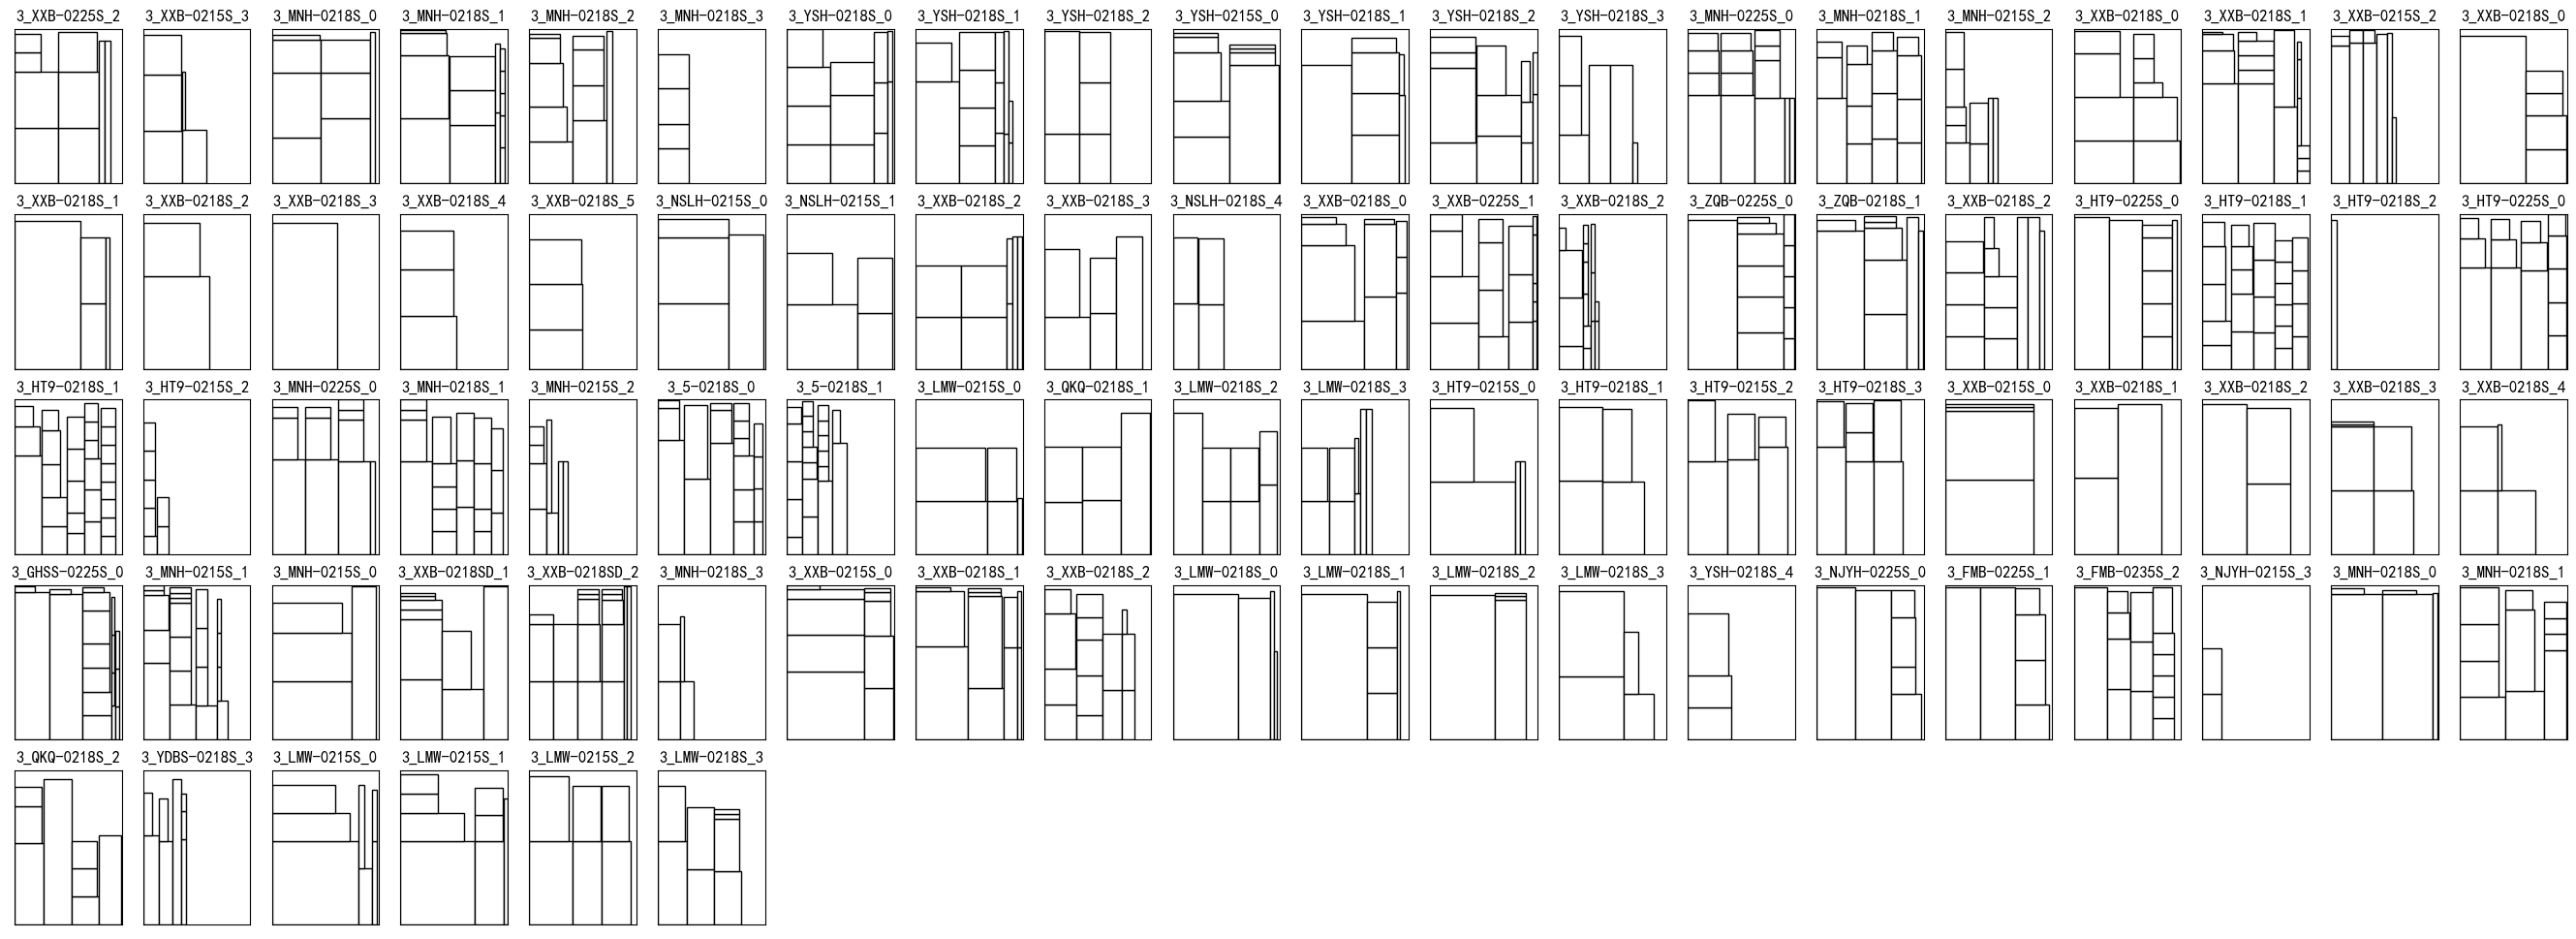 3_XXB-0225S_2 3_XXB-0215S_3 3_MNH-0218S_0 3_MNH-0218S_1 3_MNH-0218S_2 3_MNH-0218S_3 3_YSH-0218S_0 3_YSH-0218S_1 3_YSH-0218S_2 3_YSH-0215S_0 3_YSH-0218S_1 3_YSH-0218S_2 3_YSH-0218S_3 3_MNH-0225S_0 3_MNH-0218S_1 3_MNH-0215S_2 3_XXB-0218S_0 3_XXB-0218S_1 3_XXB-0215S_2 3_XXB-0218S_0
3_XXB-0218S_1 3_XXB-0218S_2 3_XXB-0218S_3 3_XXB-0218S_4 3_XXB-0218S_5 3_NSLH-0215S_0 3_NSLH-0215S_1 3_XXB-0218S_2 3_XXB-0218S_3 3_NSLH-0218S_4 3_XXB-0218S_0 3_XXB-0225S_1 3_XXB-0218S_2 3_ZQB-0225S_0 3_ZQB-0218S_1 3_XXB-0218S_2 3_HT9-0225S_0 3_HT9-0218S_1 3_HT9-0218S_2 3_HT9-0225S_0
3_HT9-0218S_1 3_HT9-0215S_2 3_MNH-0225S_0 3_MNH-0218S_1 3_MNH-0215S_2 3_5-0218S_0 3_5-0218S_1 3_LMW-0215S_0 3_QKQ-0218S_1 3_LMW-0218S_2 3_LMW-0218S_3 3_HT9-0215S_0 3_HT9-0218S_1 3_HT9-0215S_2 3_HT9-0218S_3 3_XXB-0215S_0 3_XXB-0218S_1 3_XXB-0218S_2 3_XXB-0218S_3 3_XXB-0218S_4
3_GHSS-0225S_0 3_MNH-0215S_1 3_MNH-0215S_0 3_XXB-0218SD_1 3_XXB-0218SD_2 3_MNH-0218S_3 3_XXB-0215S_0 3_XXB-0218S_1 3_XXB-0218S_2 3_LMW-0218S_0 3_LMW-0218S_1 3_LMW-0218S_2 3_LMW-0218S_3 3_YSH-0218S_4 3_NJYH-0225S_0 3_FMB-0225S_1 3_FMB-0235S_2 3_NJYH-0215S_3 3_MNH-0218S_0 3_MNH-0218S_1
3_QKQ-0218S_2 3_YDBS-0218S_3 3_LMW-0215S_0 3_LMW-0215S_1 3_LMW-0215S_2 3_LMW-0218S_3